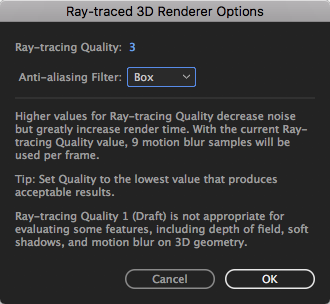 Ray-traced 3D Renderer Options
Ray-tracing Quality: 3
Anti-aliasing Filter: Box
Higher values for Ray-tracing Quality decrease noise
but greatly increase render time. With the current Ray-
tracing Quality value, 9 motion blur samples will be
used per frame.
Tip: Set Quality to the lowest value that produces
acceptable results.
Ray-tracing Quality 1 (Draft) is not appropriate for
evaluating some features, including depth of field, soft
shadows, and motion blur on 3D geometry.
Cancel OK